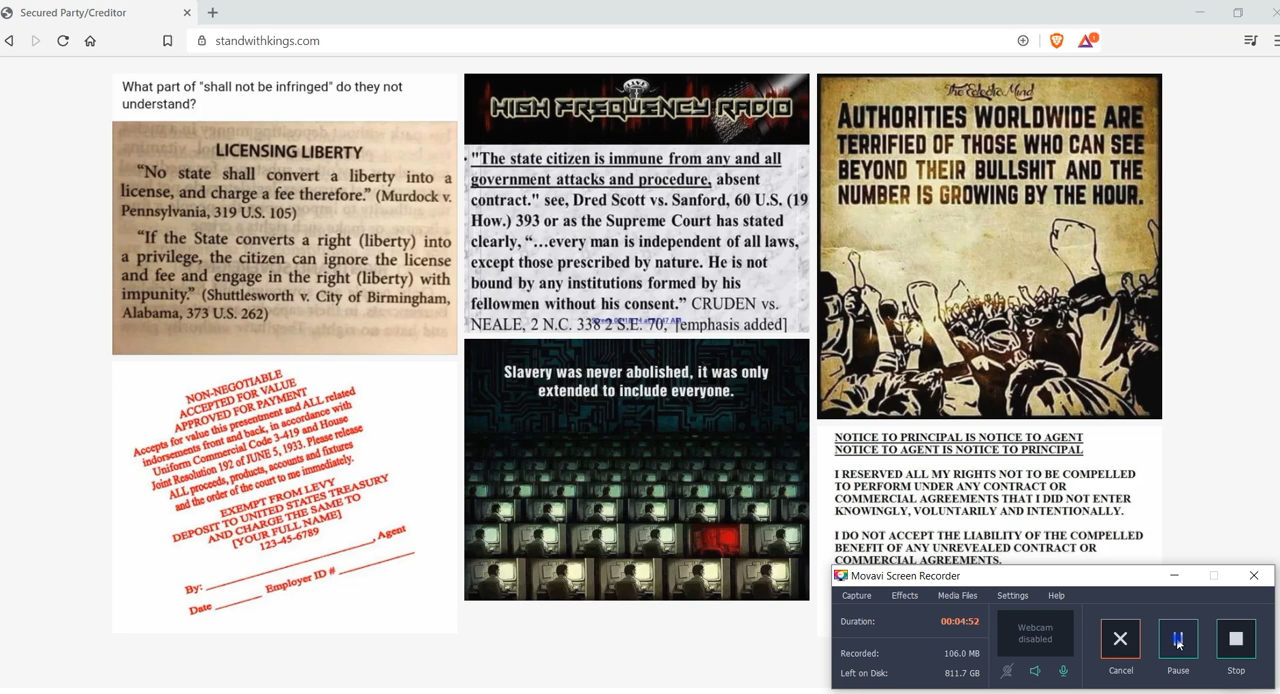 Secured Party/Creditor
standwithkings.com
What part of "shall not be infringed" do they not
understand?
LICENSING LIBERTY
“No state shall convert a liberty into a
license, and charge a fee therefore.” (Murdock v.
Pennsylvania, 319 U.S. 105)
“If the State converts a right (liberty) into
a privilege, the citizen can ignore the license
and fee and engage in the right (liberty) with
impunity.” (Shuttlesworth v. City of Birmingham,
Alabama, 373 U.S. 262)
NON-NEGOTIABLE
ACCEPTED FOR VALUE
APPROVED FOR PAYMENT
Accepts for value this presentment and ALL related
indorsements front and back, in accordance with
Uniform Commercial Code 3-419 and House
Joint Resolution 192 of JUNE 5, 1933. Please release
ALL proceeds, products, accounts and fixtures
and the order of the court to me immediately.
EXEMPT FROM LEVY
DEPOSIT TO UNITED STATES TREASURY
AND CHARGE THE SAME TO
[YOUR FULL NAME]
123-45-6789
By: ____________________, Agent
Date ________ Employer ID # ____________
LIVE
HIGH FREQUENCY RADIO
"The state citizen is immune from any and all
government attacks and procedure, absent
contract." see, Dred Scott vs. Sanford, 60 U.S. (19
How.) 393 or as the Supreme Court has stated
clearly, “...every man is independent of all laws,
except those prescribed by nature. He is not
bound by any institutions formed by his
fellowmen without his consent.” CRUDEN vs.
NEALE, 2 N.C. 338 2 S.E. 70, [emphasis added]
Slavery was never abolished, it was only
extended to include everyone.
The Eclectic Mind
AUTHORITIES WORLDWIDE ARE
TERRIFIED OF THOSE WHO CAN SEE
BEYOND THEIR BULLSHIT AND THE
NUMBER IS GROWING BY THE HOUR.
NOTICE TO PRINCIPAL IS NOTICE TO AGENT
NOTICE TO AGENT IS NOTICE TO PRINCIPAL
I RESERVED ALL MY RIGHTS NOT TO BE COMPELLED
TO PERFORM UNDER ANY CONTRACT OR
COMMERCIAL AGREEMENTS THAT I DID NOT ENTER
KNOWINGLY, VOLUNTARILY AND INTENTIONALLY.
I DO NOT ACCEPT THE LIABILITY OF THE COMPELLED
BENEFIT OF ANY UNREVEALED CONTRACT OR
COMMERCIAL AGREEMENTS.
Movavi Screen Recorder
Capture Effects Media Files Settings Help
Duration: 00:04:52
Recorded: 106.0 MB
Left on Disk: 811.7 GB
Webcam
disabled
Cancel Pause Stop